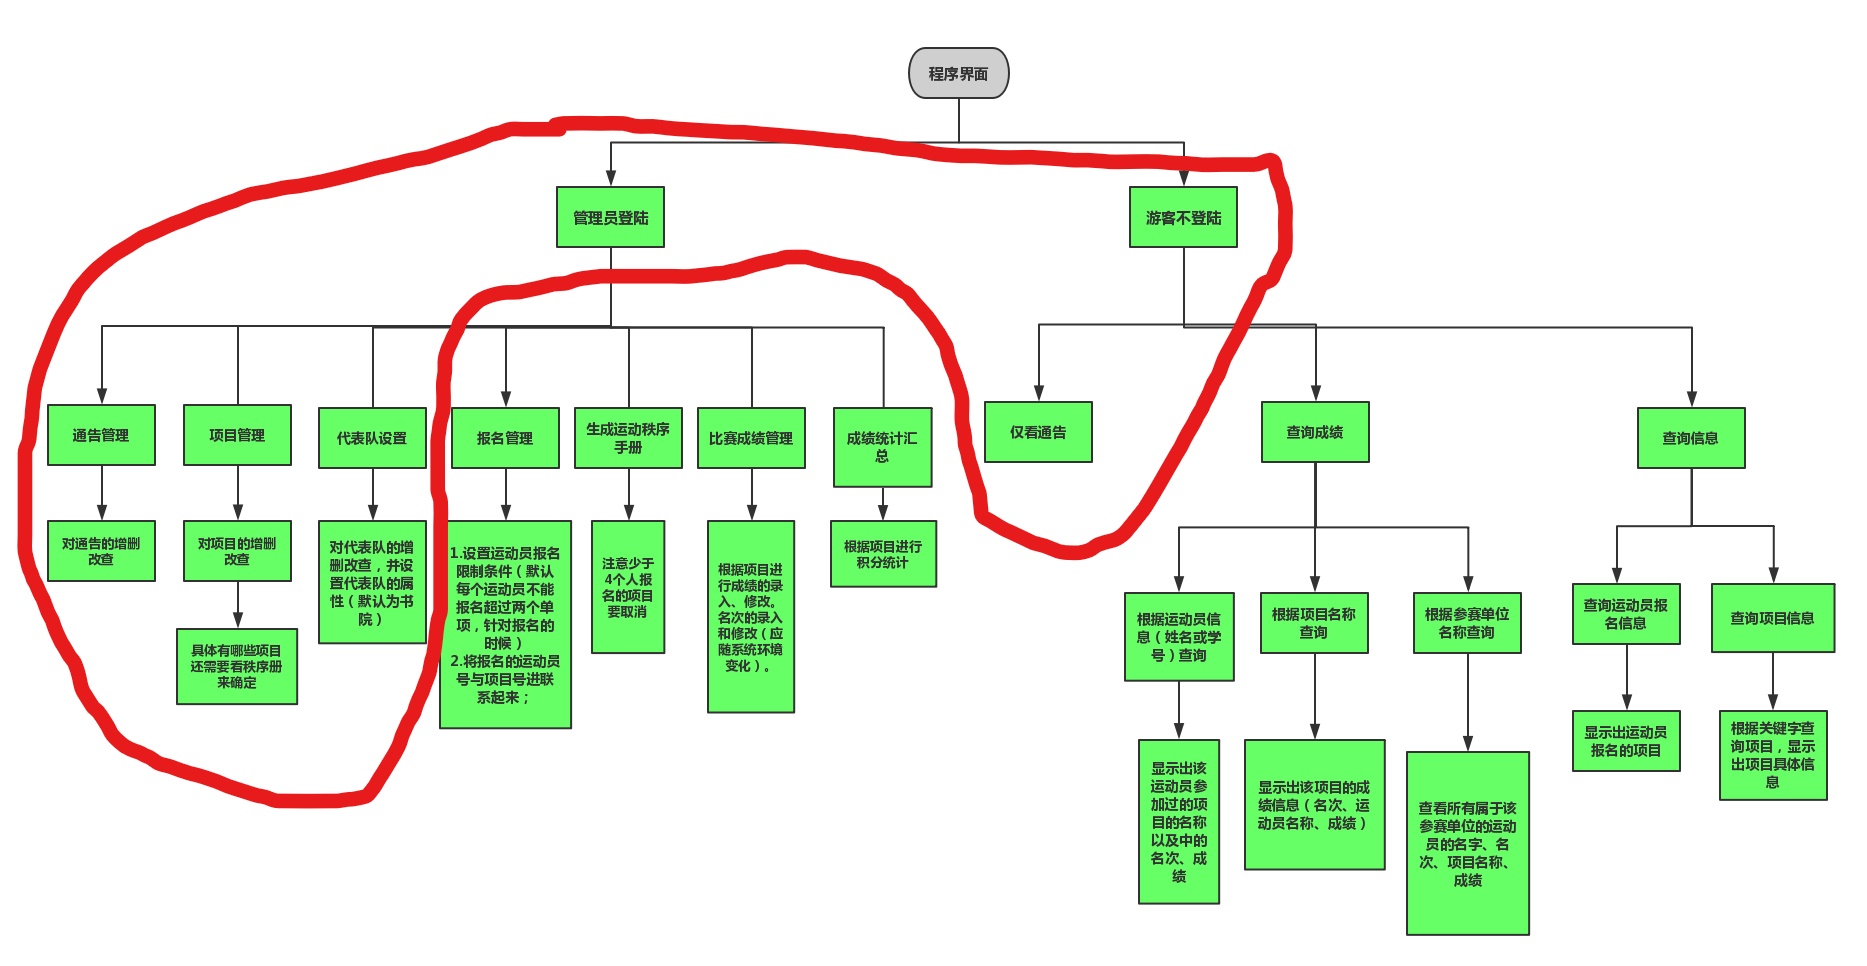 程序界面
管理员登陆
游客不登陆
通告管理
项目管理
代表队设置
报名管理
生成运动秩序
手册
比赛成绩管理
成绩统计汇
总
仅看通告
查询成绩
查询信息
对通告的增删
改查
对项目的增删
改查
具体有哪些项目
还需要看秩序册
来确定
对代表队的增
删改查，并设
置代表队的属
性（默认为书
院）
1.设置运动员报名
限制条件（默认
每个运动员不能
报名超过两个单
项，针对报名的
时候）
2.将报名的运动员
号与项目号进联
系起来；
注意少于
4个人报
名的项目
要取消
根据项目进
行成绩的录
入、修改。
名次的录入
和修改（应
随系统环境
变化）。
根据项目进行
积分统计
根据运动员信
息（姓名或学
号）查询
根据项目名称
查询
根据参赛单位
名称查询
查询运动员报
名信息
查询项目信息
显示出该
运动员参
加过的项
目的名称
以及中的
名次、成
绩
显示出该项目的成
绩信息（名次、运
动员名称、成绩）
查看所有属于该
参赛单位的运动
员的名字、名
次、项目名称、
成绩
显示出运动员
报名的项目
根据关键字查
询项目，显示
出项目具体信
息